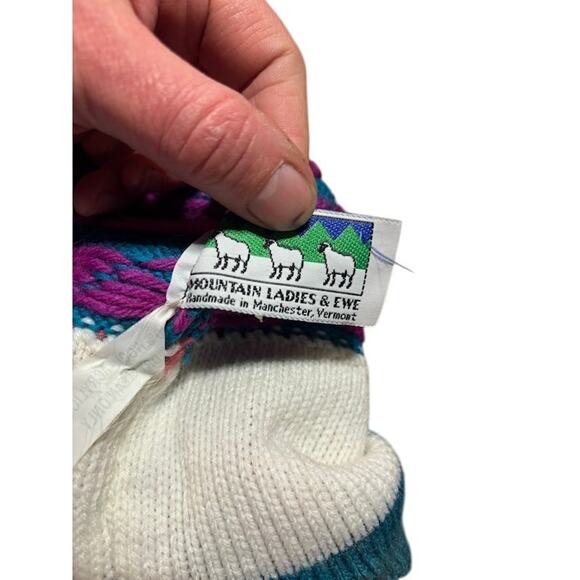 MOUNTAIN LADIES & EWE
Handmade in Manchester, Vermont